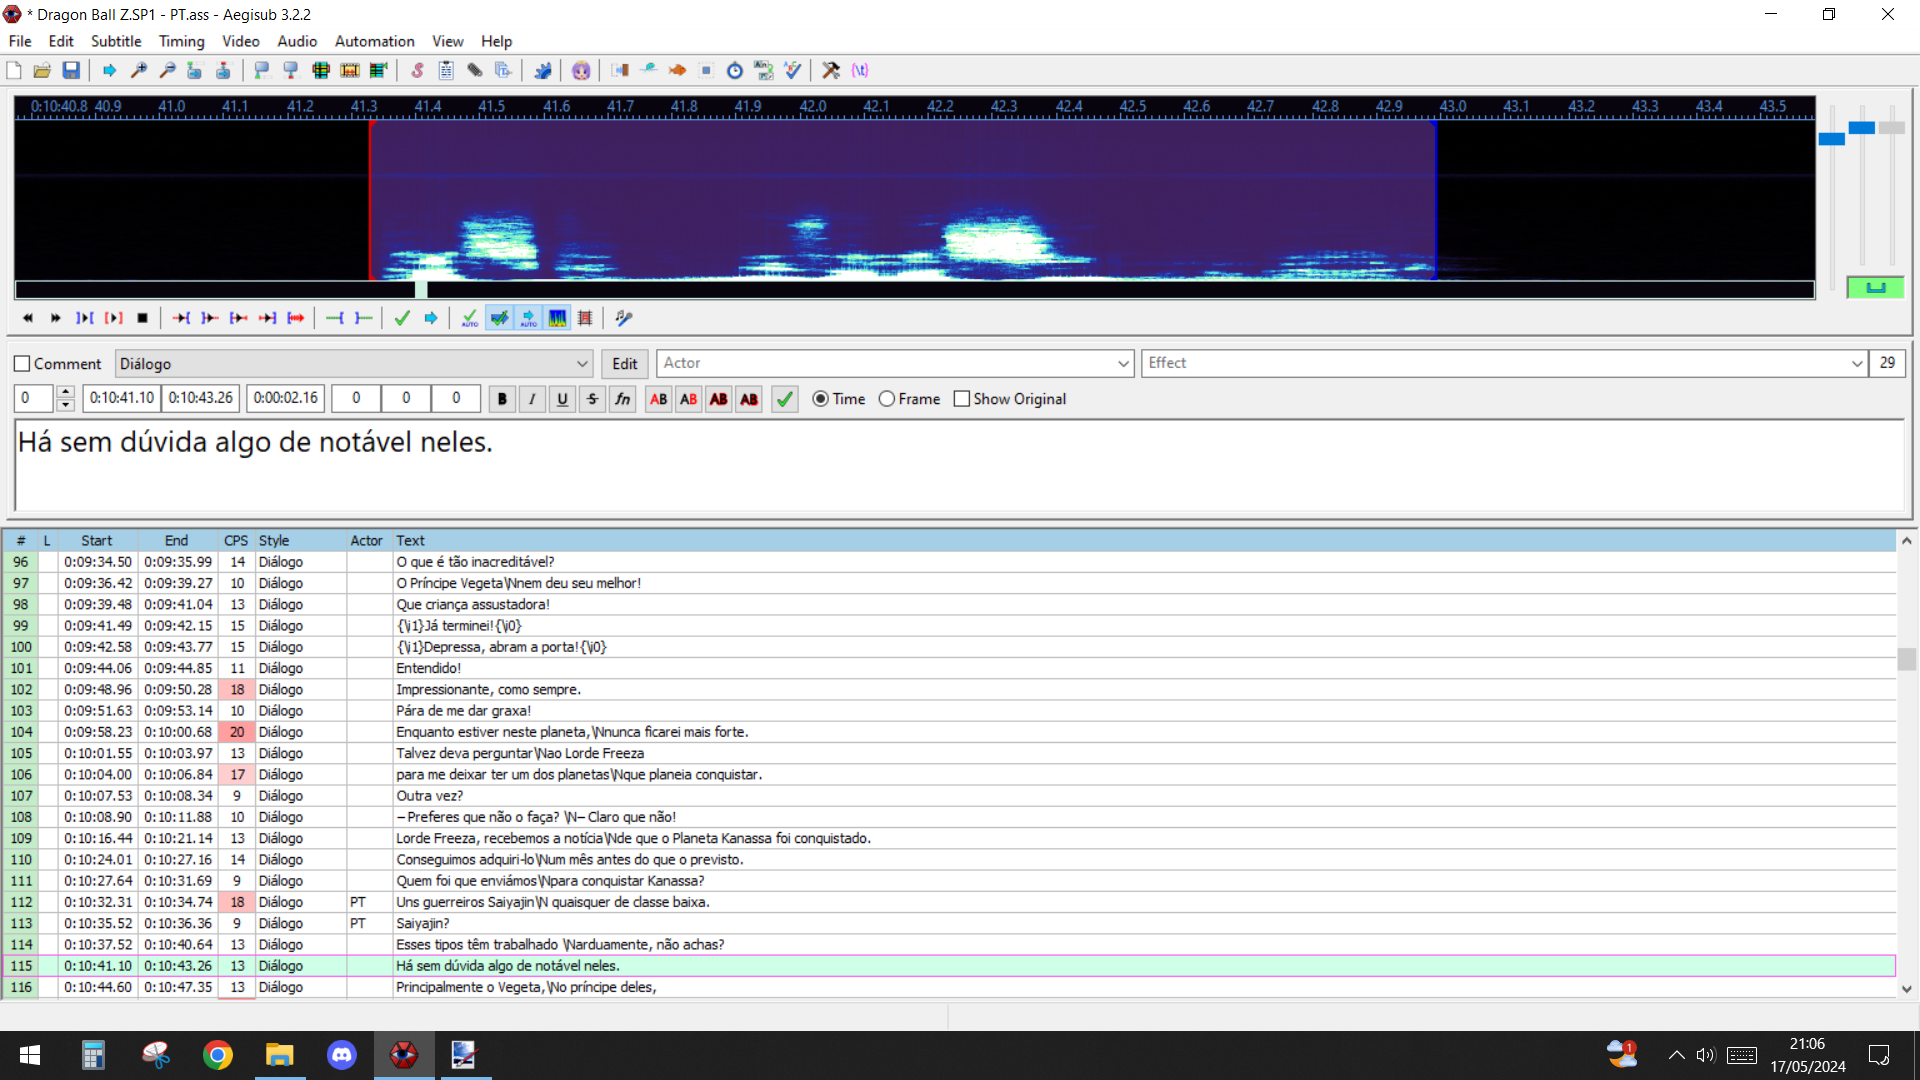 * Dragon Ball Z.SP1 - PT.ass - Aegisub 3.2.2
File Edit Subtitle Timing Video Audio Automation View Help
0:10:40.8 40.9 41.0 41.1 41.2 41.3 41.4 41.5 41.6 41.7 41.8 41.9 42.0 42.1 42.2 42.3 42.4 42.5 42.6 42.7 42.8 42.9 43.0 43.1 43.2 43.3 43.4 43.5
AUTO AUTO
Comment Diálogo Edit Actor Effect 29
0 0:10:41.10 0:10:43.26 0:00:02.16 0 0 0 B I U S fn AB AB AB AB Time Frame Show Original
Há sem dúvida algo de notável neles.
# L Start End CPS Style Actor Text
96 0:09:34.50 0:09:35.99 14 Diálogo O que é tão inacreditável?
97 0:09:36.42 0:09:39.27 10 Diálogo O Príncipe Vegeta\Nnem deu seu melhor!
98 0:09:39.48 0:09:41.04 13 Diálogo Que criança assustadora!
99 0:09:41.49 0:09:42.15 15 Diálogo {\i1}Já terminei!{\i0}
100 0:09:42.58 0:09:43.77 15 Diálogo {\i1}Depressa, abram a porta!{\i0}
101 0:09:44.06 0:09:44.85 11 Diálogo Entendido!
102 0:09:48.96 0:09:50.28 18 Diálogo Impressionante, como sempre.
103 0:09:51.63 0:09:53.14 10 Diálogo Pára de me dar graxa!
104 0:09:58.23 0:10:00.68 20 Diálogo Enquanto estiver neste planeta,\Nnunca ficarei mais forte.
105 0:10:01.55 0:10:03.97 13 Diálogo Talvez deva perguntar\Nao Lorde Freeza
106 0:10:04.00 0:10:06.84 17 Diálogo para me deixar ter um dos planetas\Nque planeia conquistar.
107 0:10:07.53 0:10:08.34 9 Diálogo Outra vez?
108 0:10:08.90 0:10:11.88 10 Diálogo – Preferes que não o faça? \N– Claro que não!
109 0:10:16.44 0:10:21.14 13 Diálogo Lorde Freeza, recebemos a notícia\Nde que o Planeta Kanassa foi conquistado.
110 0:10:24.01 0:10:27.16 14 Diálogo Conseguimos adquiri-lo\Num mês antes do que o previsto.
111 0:10:27.64 0:10:31.69 9 Diálogo Quem foi que enviámos\Npara conquistar Kanassa?
112 0:10:32.31 0:10:34.74 18 Diálogo PT Uns guerreiros Saiyajin\N quaisquer de classe baixa.
113 0:10:35.52 0:10:36.36 9 Diálogo PT Saiyajin?
114 0:10:37.52 0:10:40.64 13 Diálogo Esses tipos têm trabalhado \Narduamente, não achas?
115 0:10:41.10 0:10:43.26 13 Diálogo Há sem dúvida algo de notável neles.
116 0:10:44.60 0:10:47.35 13 Diálogo Principalmente o Vegeta,\No príncipe deles,
1
21:06
17/05/2024